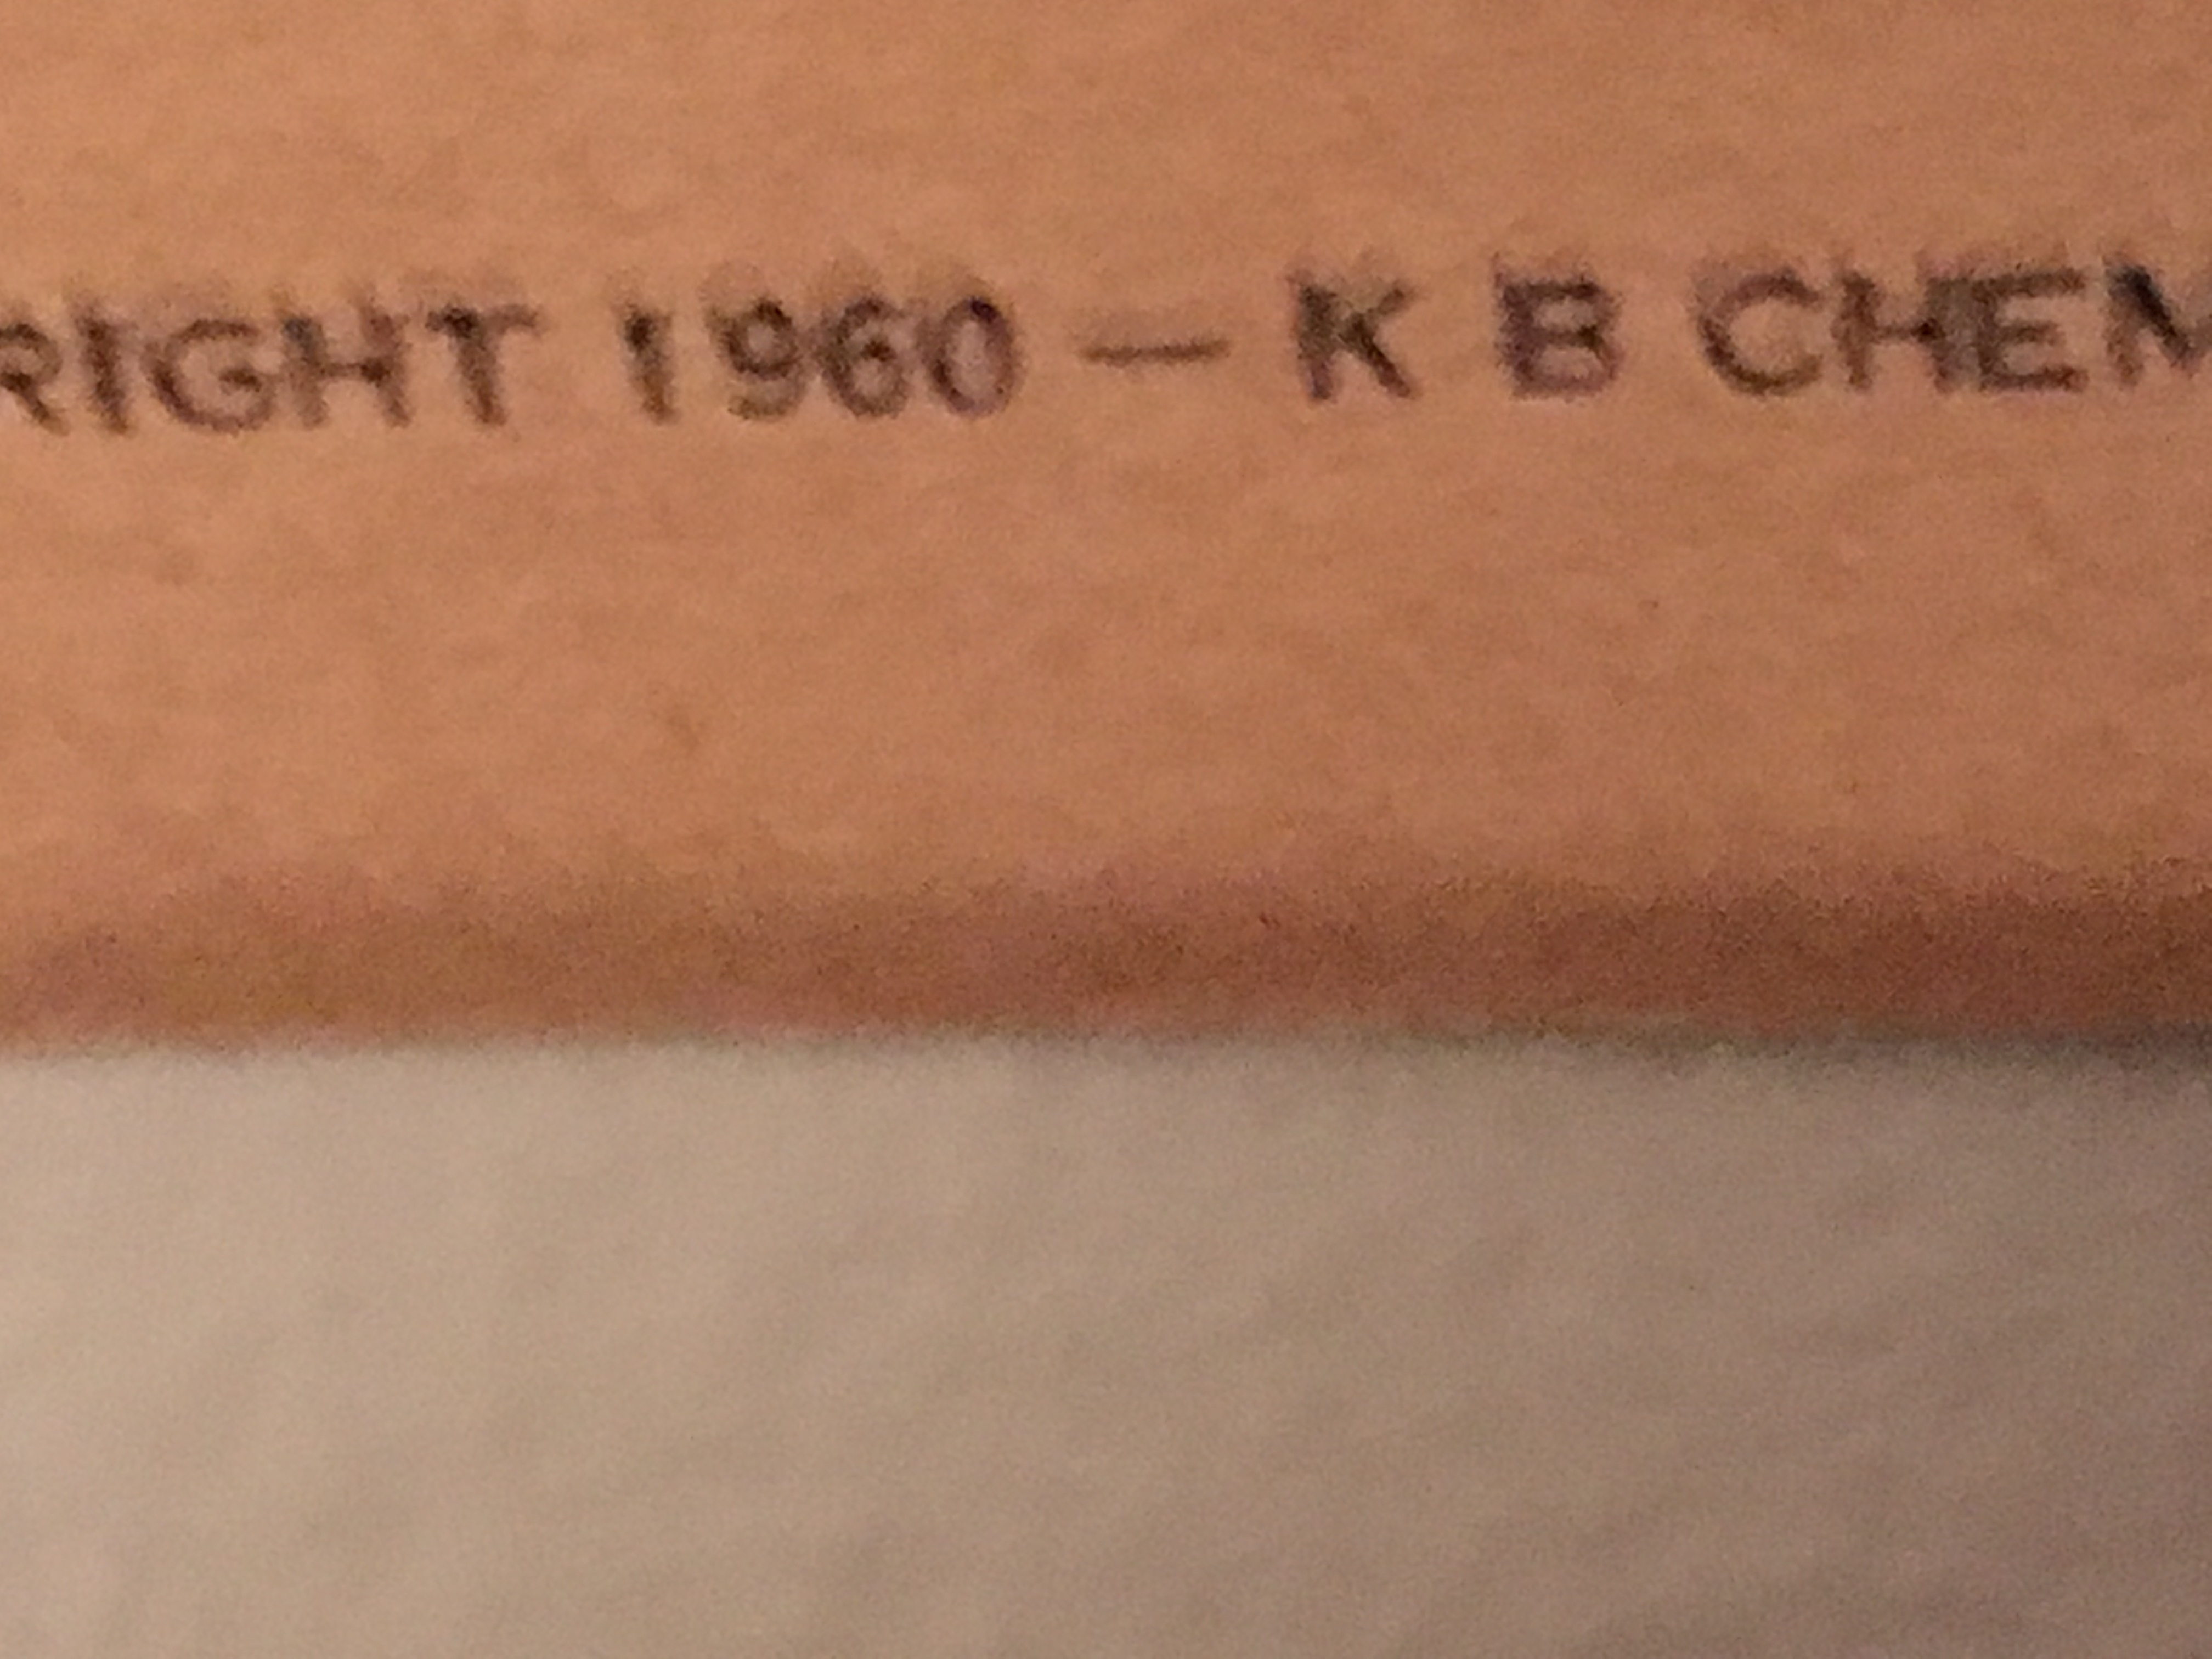 RIGHT 1960 — K B CHEM